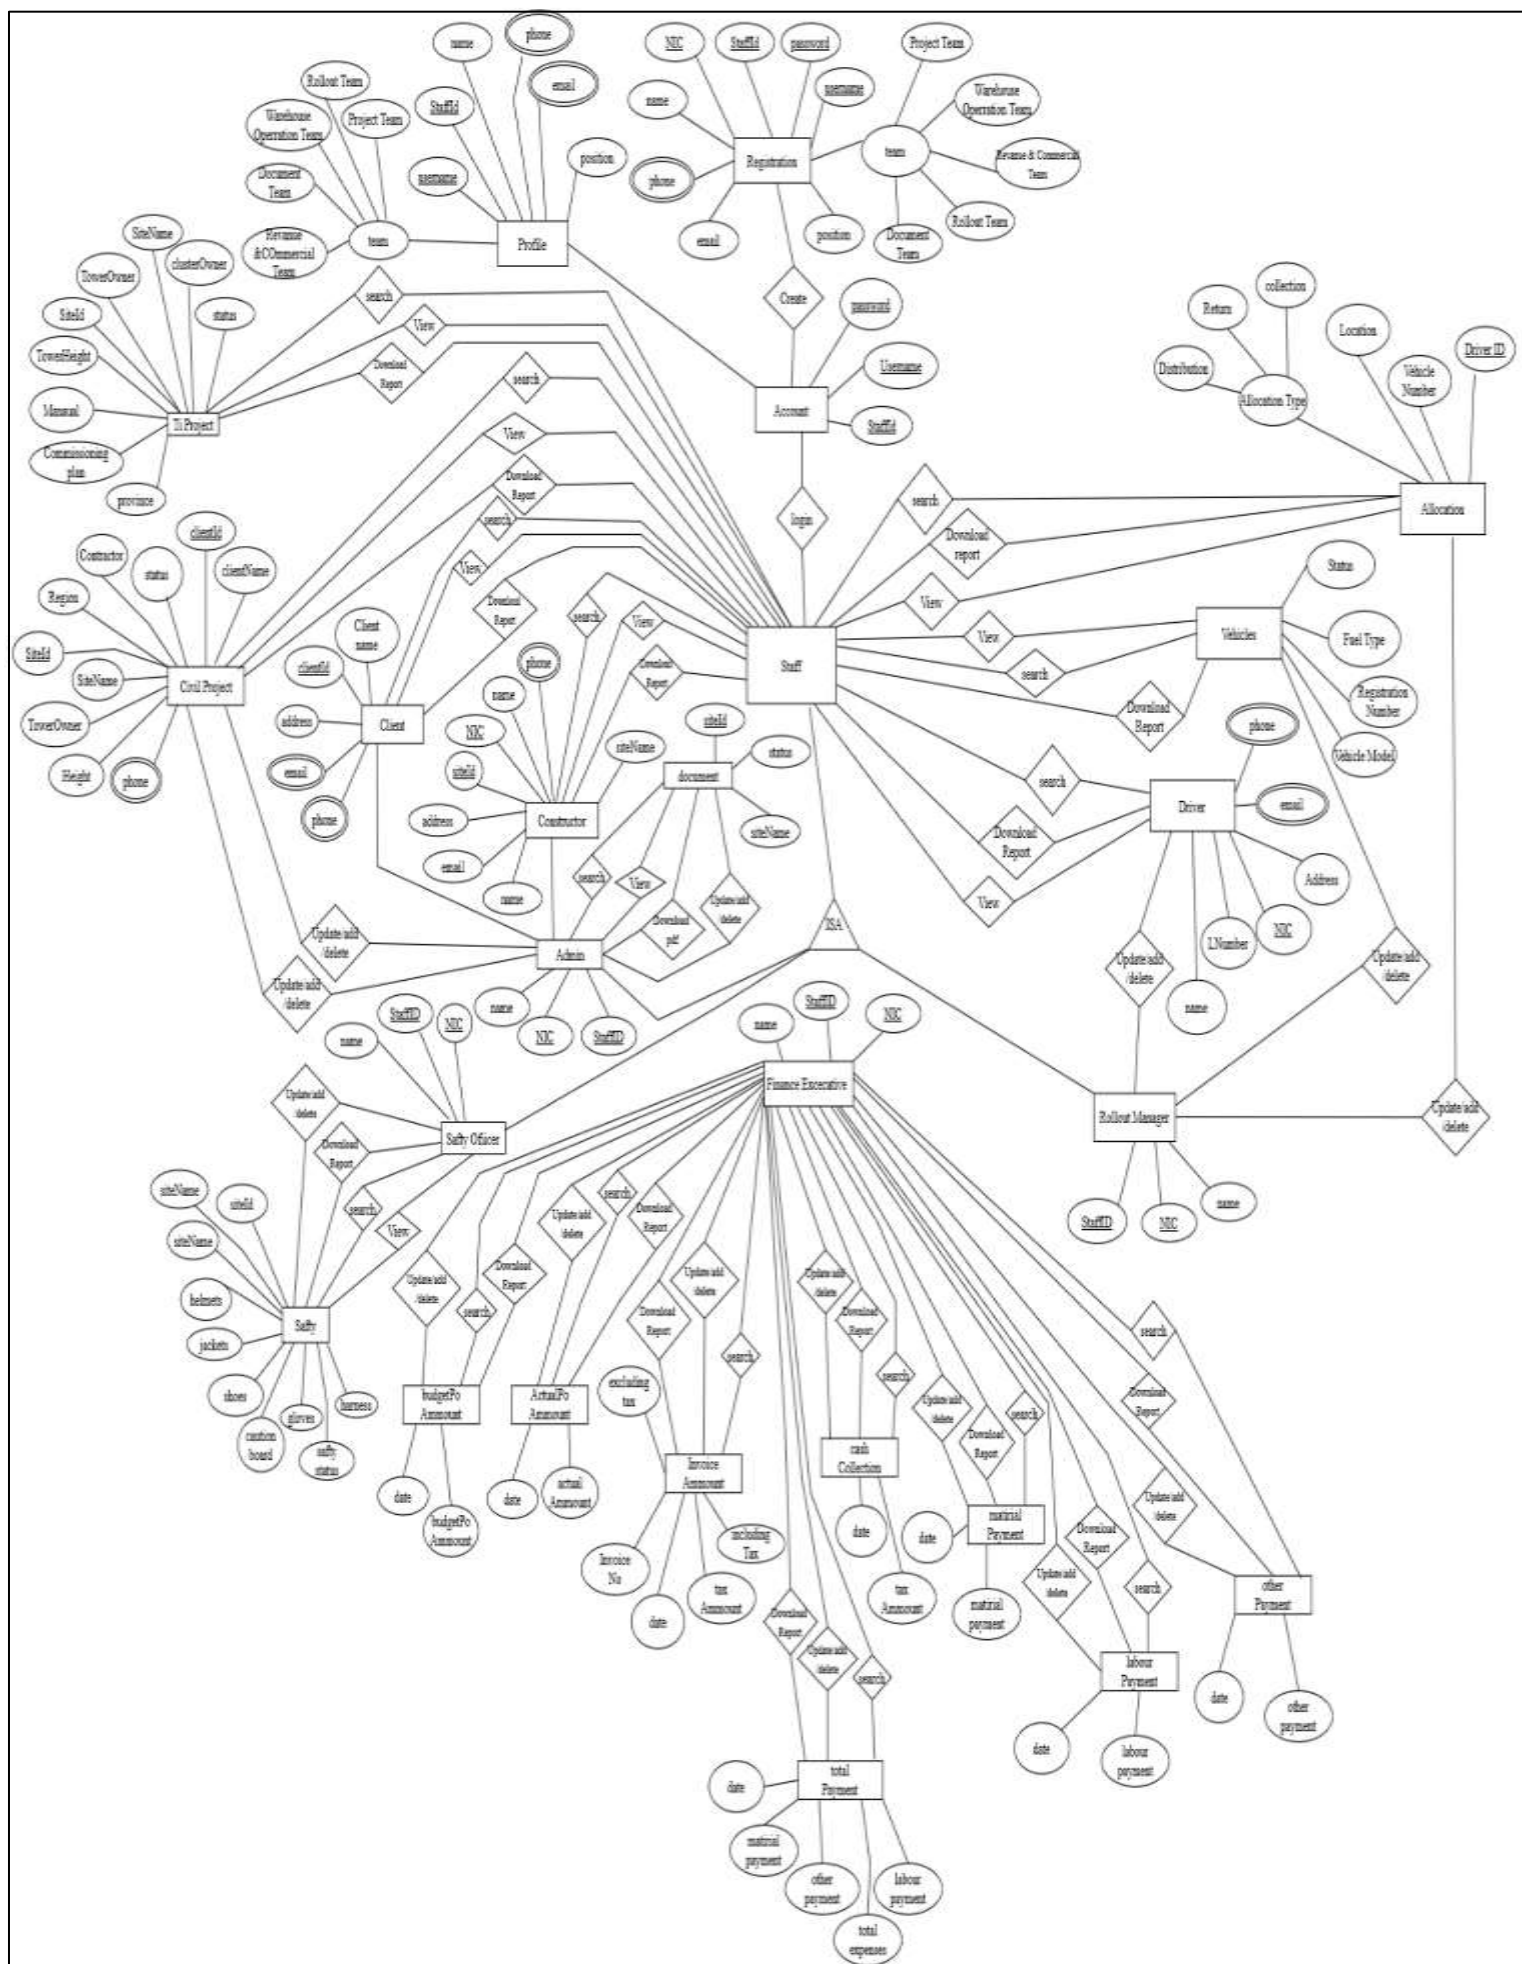 phone
name
email
Rollout Team
StaffId
Warehouse
Operration Team
Project Team
username
position
Document
Team
Revanue
&COmmercial
Team
team
Profile
NIC
StaffId
password
Project Team
name
username
Warehouse
Operration Team
Registration
team
Revanue & Commercial
Team
phone
email
position
Document
Team
Rollout Team
Create
password
Username
Account
StaffId
login
SiteName
clusterOwner
TowerOwner
SiteId
status
TowerHeight
Manual
Ti Project
Commissioning
plan
province
search
View
Download
Report
search
View
Download
Report
search
View
Download
Report
search
View
Download
Report
collection
Return
Location
Distribution
Allocation Type
Vehicle
Number
Driver ID
Allocation
search
Download
report
View
View
search
Download
Report
Status
Vehicles
Fuel Type
Registration
Number
Vehicle Model
Staff
clientId
Contractor
status
clientName
Region
SiteId
SiteName
Civil Project
TowerOwner
Height
phone
Client
name
clientId
address
Client
email
phone
phone
name
NIC
siteId
siteName
address
Constructor
email
name
siteId
status
document
siteName
search
View
Download
pdf
Update/add
/delete
Update/add
/delete
Update/add
/delete
Admin
name
NIC
StaffID
ISA
search
Download
Report
View
phone
Driver
email
Address
LNumber
NIC
name
Update/add
/delete
Update/add
/delete
Update/add
/delete
Rollout Manager
StaffID
NIC
name
StaffID
NIC
name
Safty Officer
Update/add
/delete
Download
Report
search
View
siteName
siteId
siteName
helmets
Safty
jackets
shoes
gloves
harness
caution
board
safty
status
name
StaffID
NIC
Finance Excecative
Update/add
/delete
search
Download
Report
budgetPo
Ammount
date
budgetPo
Ammount
Update/add
/delete
search
Download
Report
ActualPo
Ammount
date
actual
Ammount
Download
Report
Update/add
/delete
search
excluding
tax
Invoice
Ammount
Invoice
No
date
tax
Ammount
including
Tax
Update/add
/delete
Download
Report
search
cash
Collection
date
tax
Ammount
Update/add
/delete
Download
Report
search
matirial
Payment
date
matirial
payment
Update/add
/delete
Download
Report
search
labour
Payment
date
labour
payment
search
Download
Report
Update/add
/delete
other
Payment
date
other
payment
Download
Report
Update/add
/delete
search
total
Payment
date
matirial
payment
other
payment
total
expenses
labour
payment